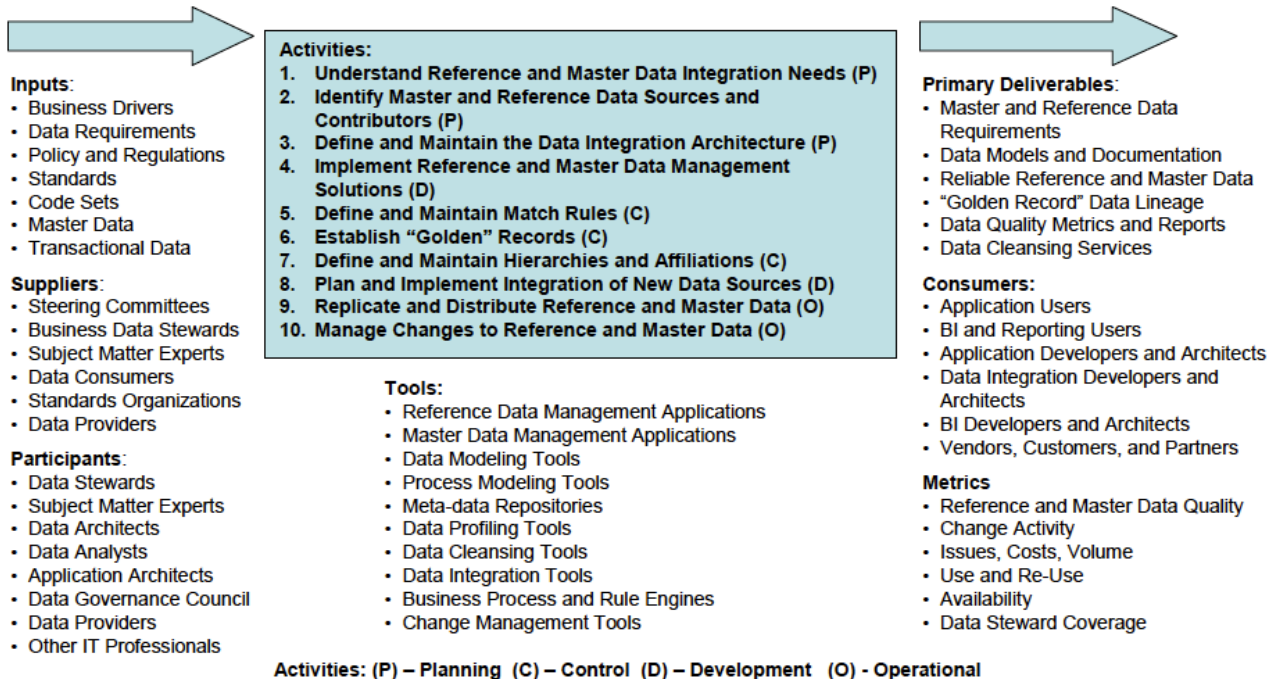 Activities:
1. Understand Reference and Master Data Integration Needs (P)
2. Identify Master and Reference Data Sources and
Contributors (P)
3. Define and Maintain the Data Integration Architecture (P)
4. Implement Reference and Master Data Management
Solutions (D)
5. Define and Maintain Match Rules (C)
6. Establish “Golden” Records (C)
7. Define and Maintain Hierarchies and Affiliations (C)
8. Plan and Implement Integration of New Data Sources (D)
9. Replicate and Distribute Reference and Master Data (O)
10. Manage Changes to Reference and Master Data (O)
Inputs:
• Business Drivers
• Data Requirements
• Policy and Regulations
• Standards
• Code Sets
• Master Data
• Transactional Data
Suppliers:
• Steering Committees
• Business Data Stewards
• Subject Matter Experts
• Data Consumers
• Standards Organizations
• Data Providers
Participants:
• Data Stewards
• Subject Matter Experts
• Data Architects
• Data Analysts
• Application Architects
• Data Governance Council
• Data Providers
• Other IT Professionals
Tools:
• Reference Data Management Applications
• Master Data Management Applications
• Data Modeling Tools
• Process Modeling Tools
• Meta-data Repositories
• Data Profiling Tools
• Data Cleansing Tools
• Data Integration Tools
• Business Process and Rule Engines
• Change Management Tools
Primary Deliverables:
• Master and Reference Data
Requirements
• Data Models and Documentation
• Reliable Reference and Master Data
• “Golden Record” Data Lineage
• Data Quality Metrics and Reports
• Data Cleansing Services
Consumers:
• Application Users
• BI and Reporting Users
• Application Developers and Architects
• Data Integration Developers and
Architects
• BI Developers and Architects
• Vendors, Customers, and Partners
Metrics
• Reference and Master Data Quality
• Change Activity
• Issues, Costs, Volume
• Use and Re-Use
• Availability
• Data Steward Coverage
Activities: (P) – Planning (C) – Control (D) – Development (O) - Operational